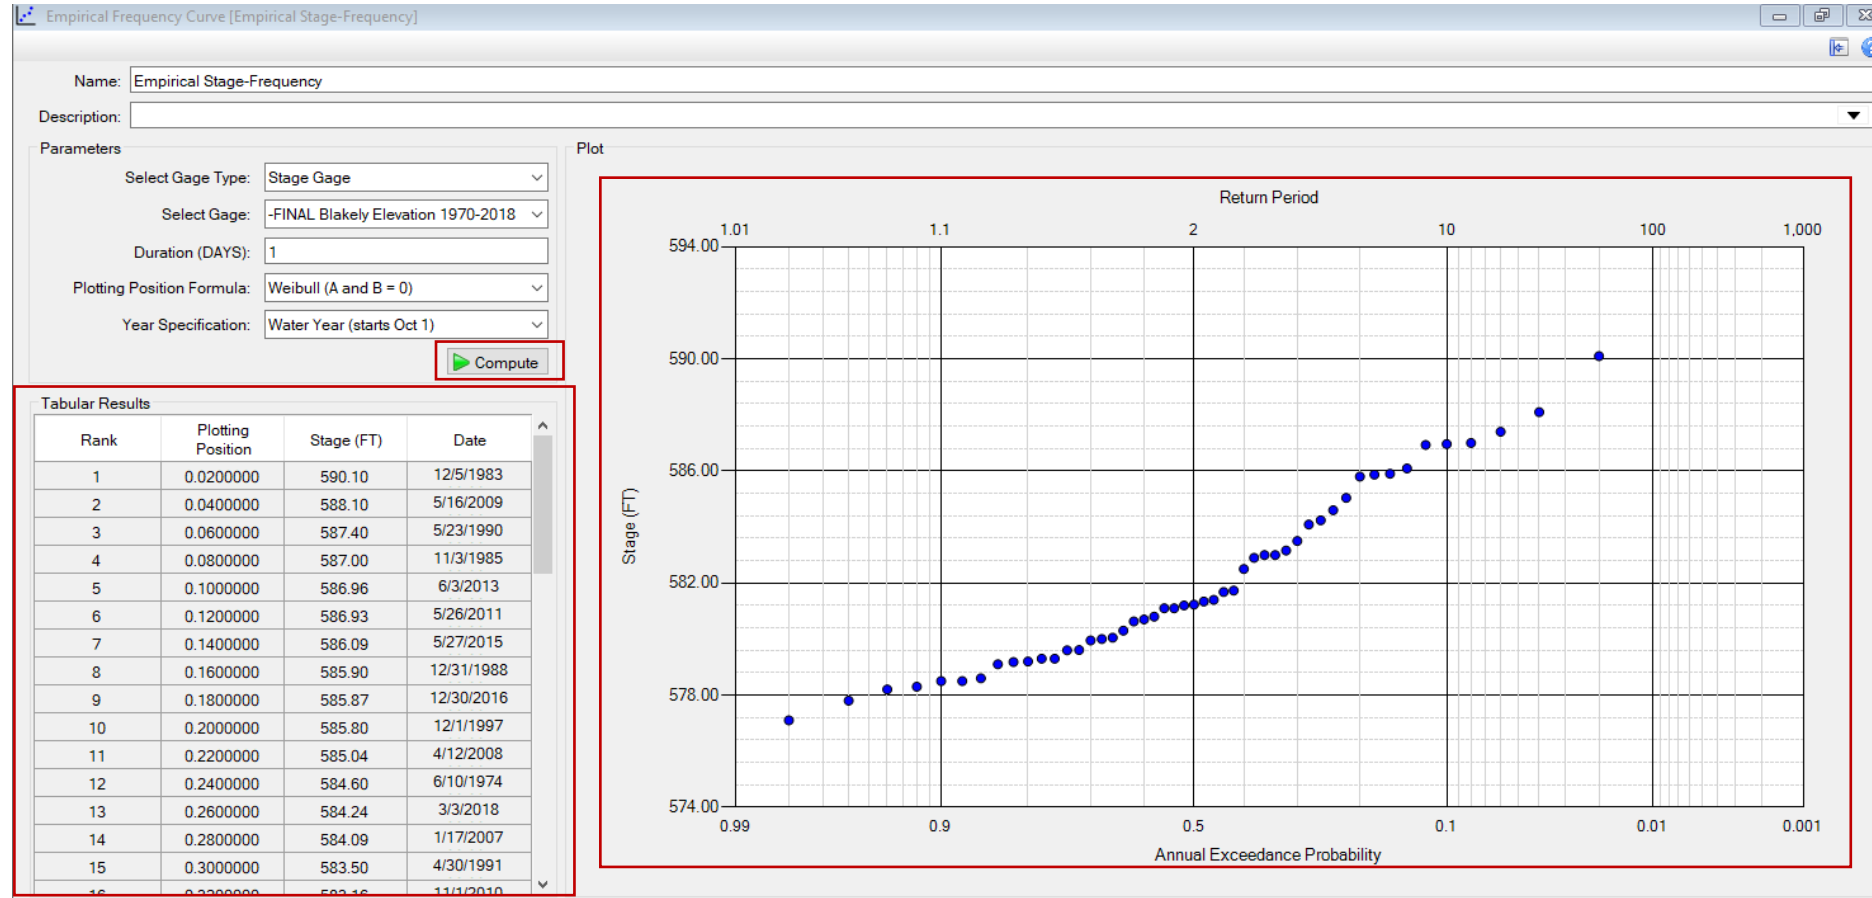 Empirical Frequency Curve [Empirical Stage-Frequency]
Name: Empirical Stage-Frequency
Description:
Parameters
Select Gage Type: Stage Gage
Select Gage: -FINAL Blakely Elevation 1970-2018
Duration (DAYS): 1
Plotting Position Formula: Weibull (A and B = 0)
Year Specification: Water Year (starts Oct 1)
Compute
Tabular Results
Rank Plotting Position Stage (FT) Date
1 0.0200000 590.10 12/5/1983
2 0.0400000 588.10 5/16/2009
3 0.0600000 587.40 5/23/1990
4 0.0800000 587.00 11/3/1985
5 0.1000000 586.96 6/3/2013
6 0.1200000 586.93 5/26/2011
7 0.1400000 586.09 5/27/2015
8 0.1600000 585.90 12/31/1988
9 0.1800000 585.87 12/30/2016
10 0.2000000 585.80 12/1/1997
11 0.2200000 585.04 4/12/2008
12 0.2400000 584.60 6/10/1974
13 0.2600000 584.24 3/3/2018
14 0.2800000 584.09 1/17/2007
15 0.3000000 583.50 4/30/1991
16 0.3200000 583.16 11/1/2010
Plot
Return Period
1.01 1.1 2 10 100 1,000
594.00
590.00
586.00
582.00
578.00
574.00
Stage (FT)
0.99 0.9 0.5 0.1 0.01 0.001
Annual Exceedance Probability